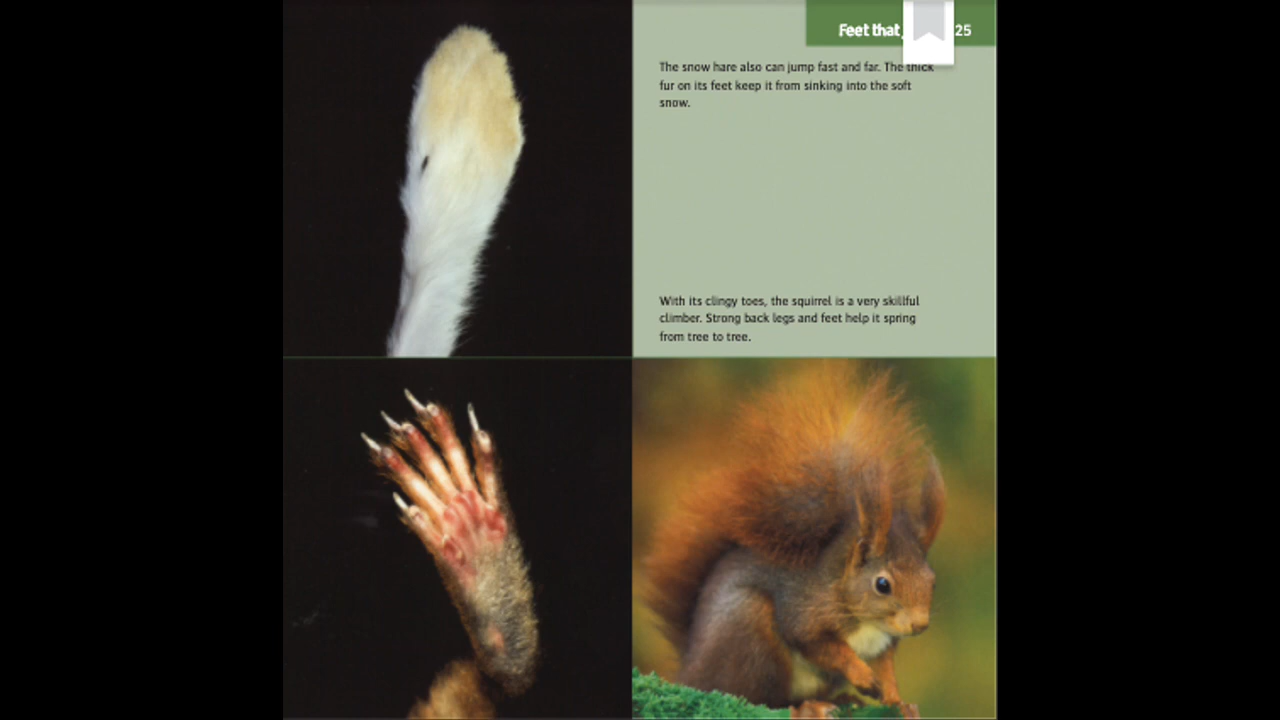 Feet that
25
The snow hare also can jump fast and far. The thick
fur on its feet keep it from sinking into the soft
snow.
With its clingy toes, the squirrel is a very skillful
climber. Strong back legs and feet help it spring
from tree to tree.